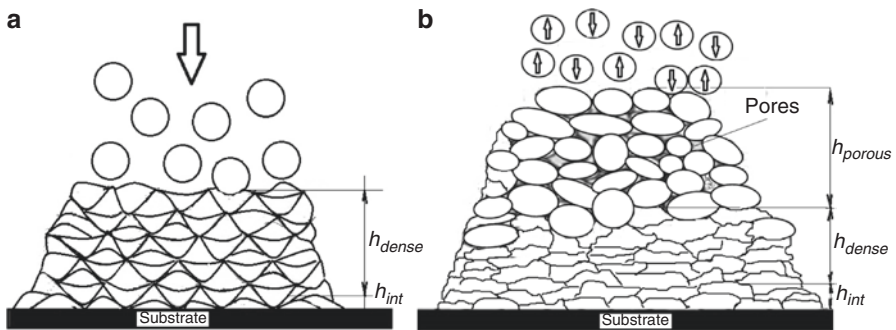 a
h_dense
h_int
Substrate
b
Pores
h_porous
h_dense
h_int
Substrate